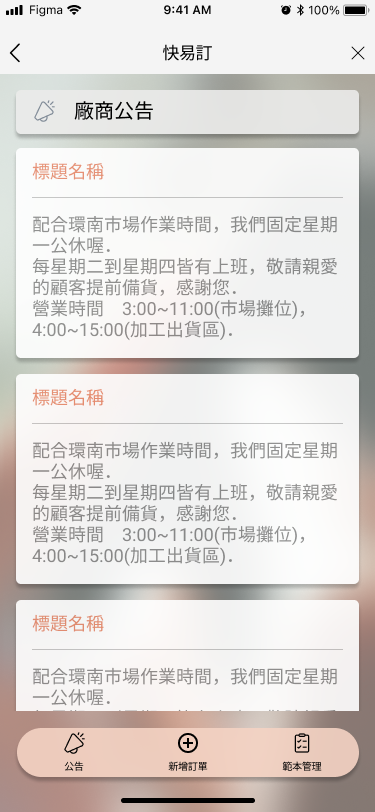 Figma 9:41 AM 100%
快易訂
廠商公告
標題名稱
配合環南市場作業時間，我們固定星期
一公休喔．
每星期二到星期四皆有上班，敬請親愛
的顧客提前備貨，感謝您．
營業時間　3:00~11:00(市場攤位)，
4:00~15:00(加工出貨區)．
標題名稱
配合環南市場作業時間，我們固定星期
一公休喔．
每星期二到星期四皆有上班，敬請親愛
的顧客提前備貨，感謝您．
營業時間　3:00~11:00(市場攤位)，
4:00~15:00(加工出貨區)．
標題名稱
配合環南市場作業時間，我們固定星期
一公休喔．
公告 新增訂單 範本管理